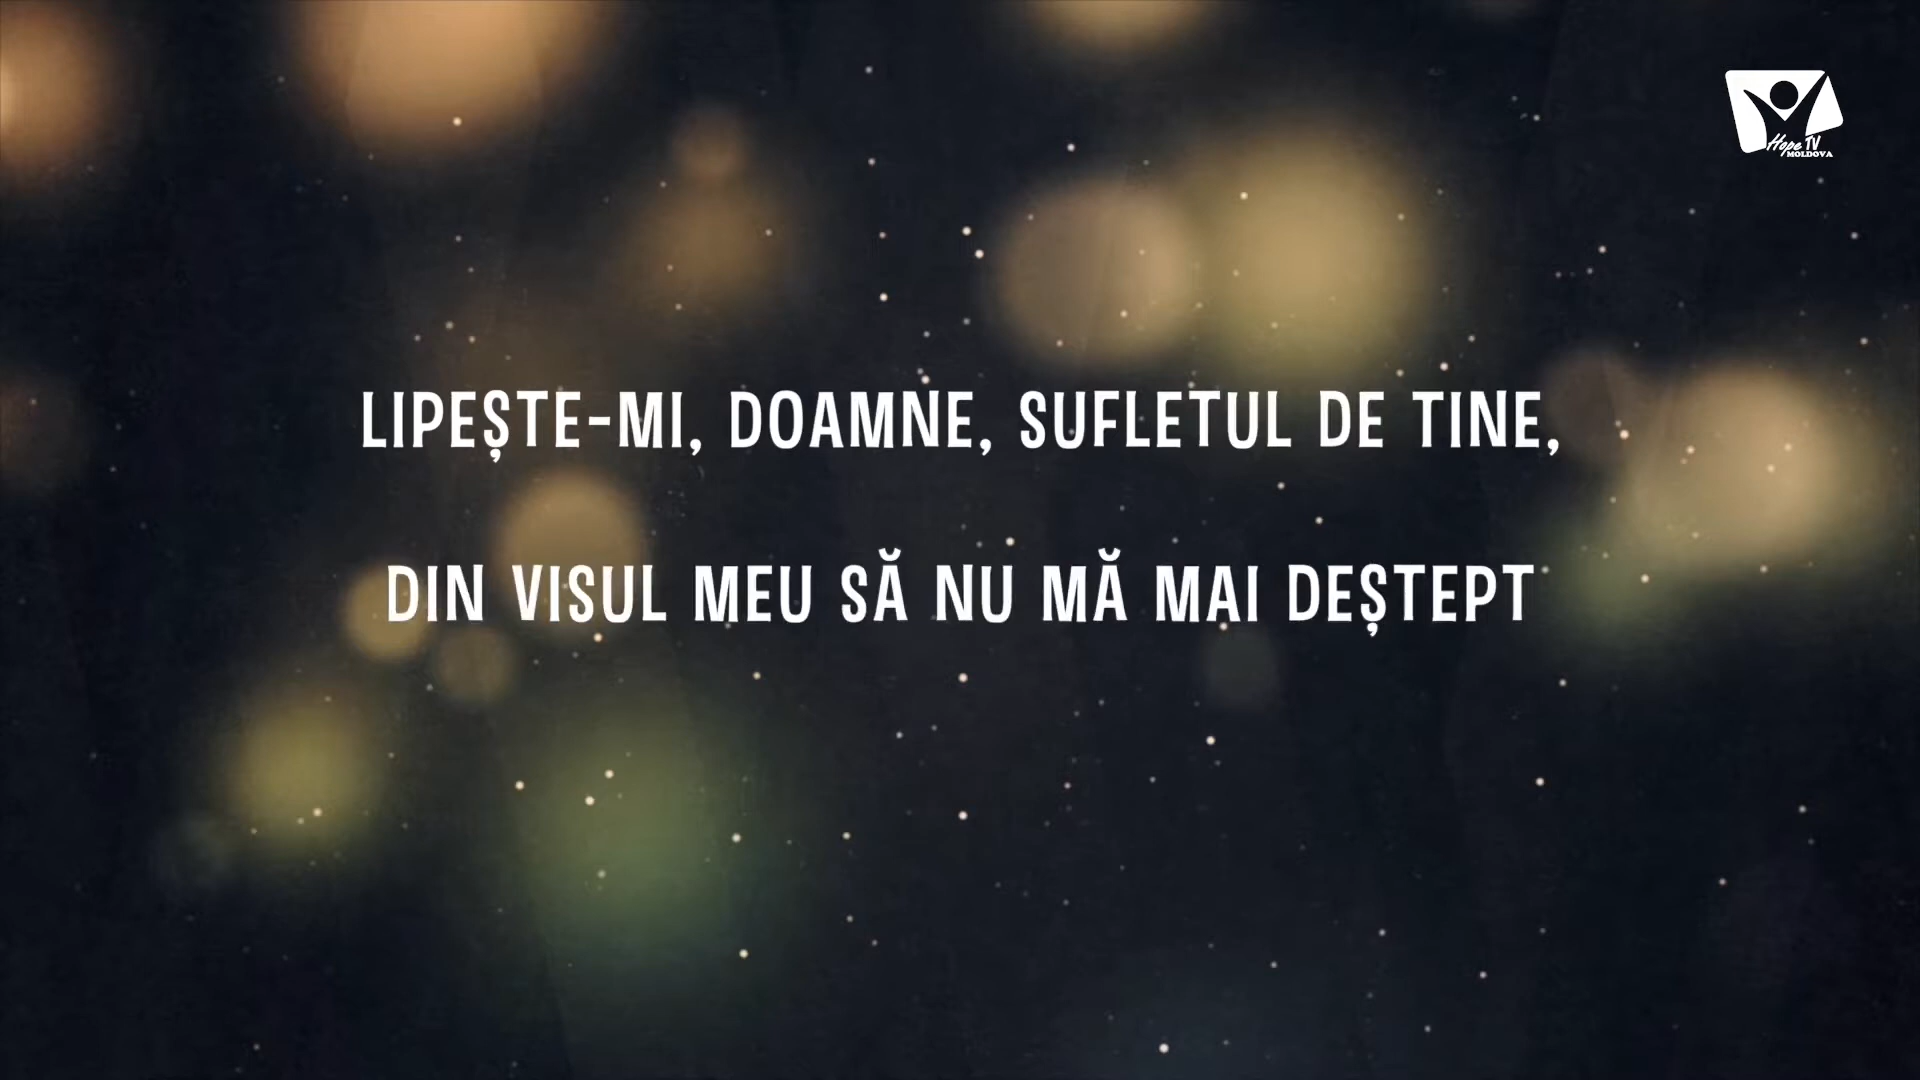 Hope TV
MOLDOVA
LIPEȘTE-MI, DOAMNE, SUFLETUL DE TINE,
DIN VISUL MEU SĂ NU MĂ MAI DEȘTEPT